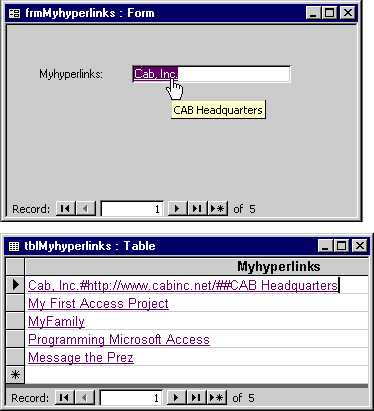 frmMyhyperlinks : Form
Myhyperlinks: Cab, Inc.
CAB Headquarters
Record: 1 of 5
tblMyhyperlinks : Table
Myhyperlinks
Cab, Inc.#http://www.cabinc.net/##CAB Headquarters
My First Access Project
MyFamily
Programming Microsoft Access
Message the Prez
Record: 1 of 5